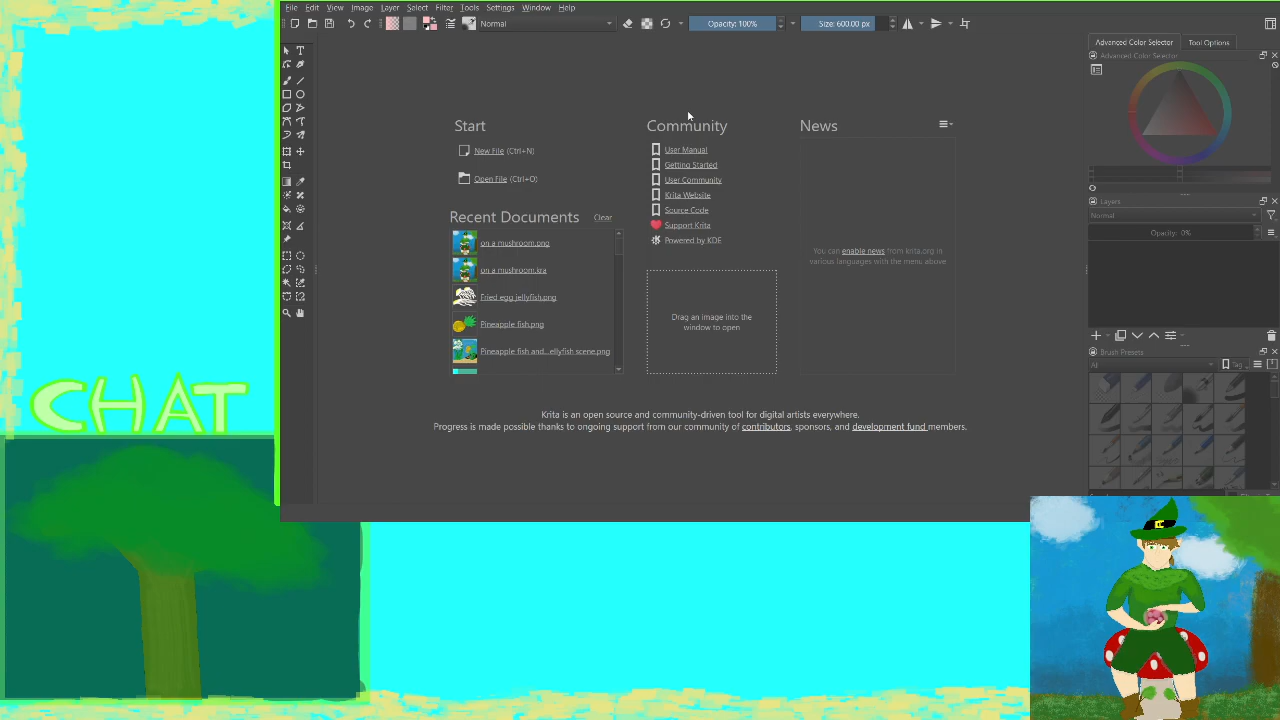 File Edit View Image Layer Select Filter Tools Settings Window Help
Normal
Opacity: 100%
Size: 600.00 px
Advanced Color Selector
Tool Options
Advanced Color Selector
Start
New File (Ctrl+N)
Open File (Ctrl+O)
Recent Documents
Clear
on a mushroom.png
on a mushroom.kra
Fried egg jellyfish.png
Pineapple fish.png
Pineapple fish and...ellyfish scene.png
Community
User Manual
Getting Started
User Community
Krita Website
Source Code
Support Krita
Powered by KDE
Drag an image into the
window to open
News
You can enable news from krita.org in
various languages with the menu above
Krita is an open source and community-driven tool for digital artists everywhere.
Progress is made possible thanks to ongoing support from our community of contributors, sponsors, and development fund members.
Layers
Normal
Opacity: 0%
Brush Presets
All
Tag
CHAT